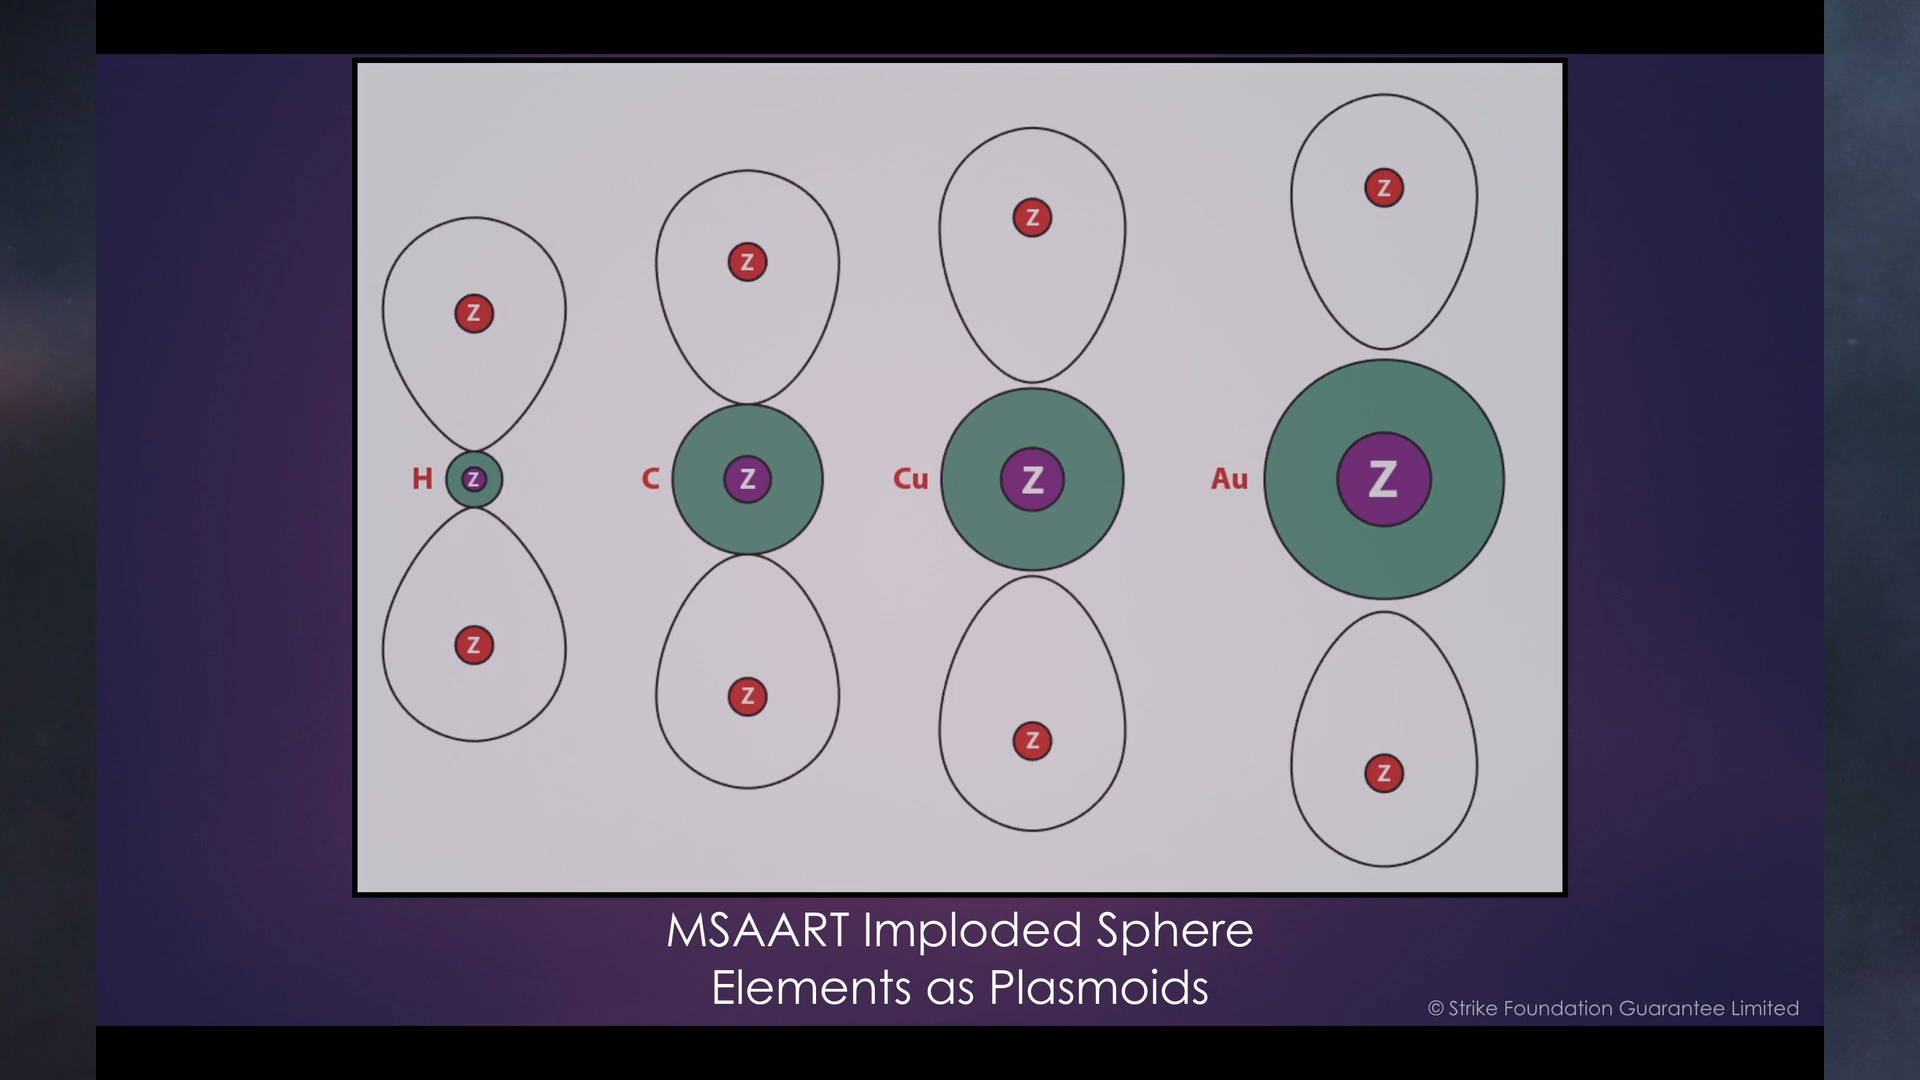 Z
Z
Z
Z
H
Z
C
Z
Cu
Z
Au
Z
Z
Z
Z
Z
MSAART Imploded Sphere
Elements as Plasmoids
© Strike Foundation Guarantee Limited